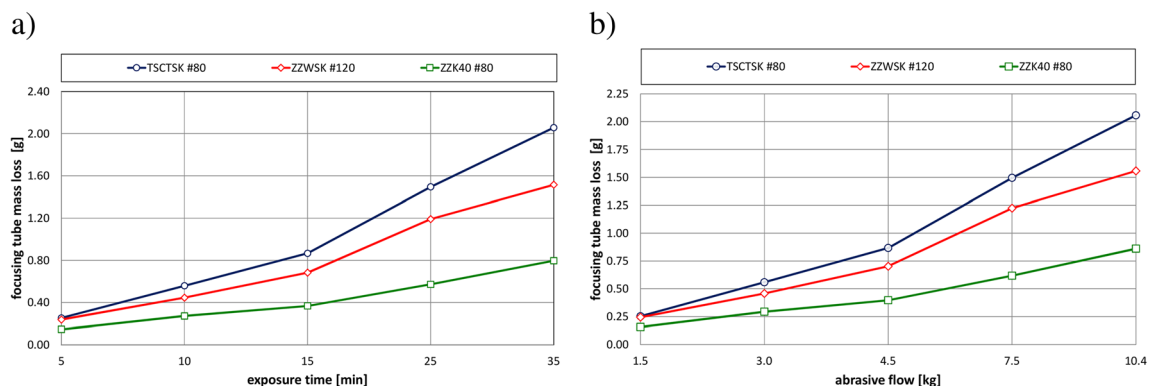 a)
TSCTSK #80 ZZWSK #120 ZZK40 #80
2.40
2.00
1.60
1.20
0.80
0.40
0.00
focusing tube mass loss [g]
5 10 15 25 35
exposure time [min]
b)
TSCTSK #80 ZZWSK #120 ZZK40 #80
2.25
2.00
1.75
1.50
1.25
1.00
0.75
0.50
0.25
0.00
focusing tube mass loss [g]
1.5 3.0 4.5 7.5 10.4
abrasive flow [kg]